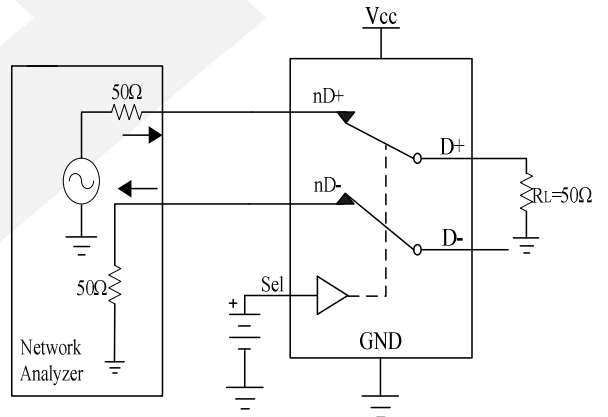 Vcc
50Ω
nD+
D+
RL=50Ω
nD-
D-
50Ω
Sel
+
GND
Network
Analyzer